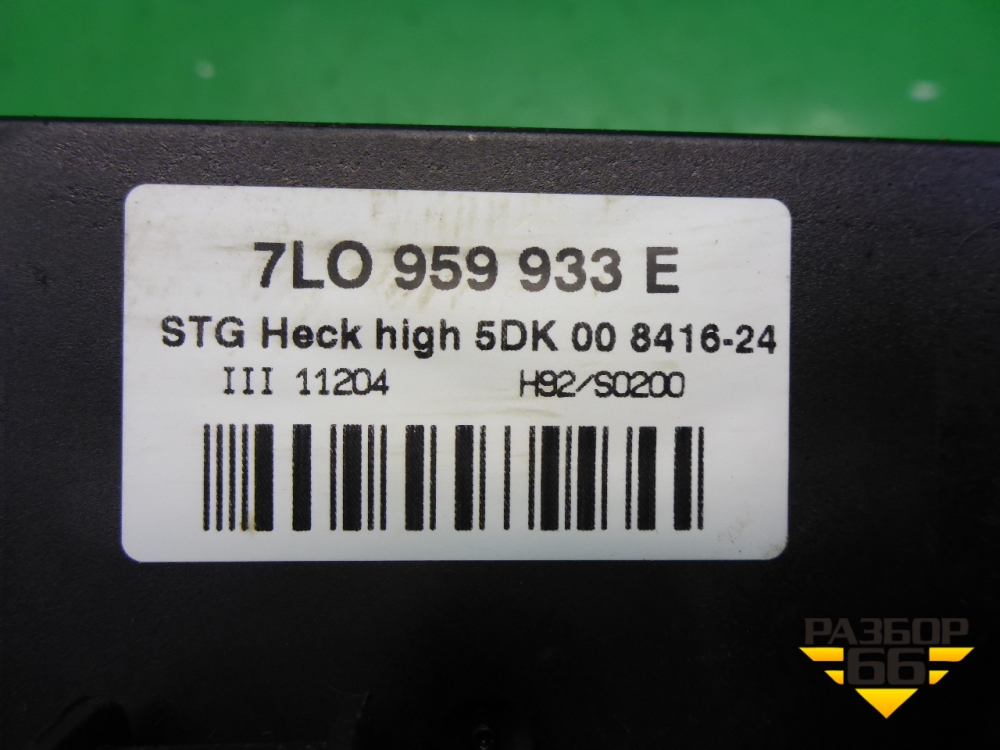 7LO 959 933 E
STG Heck high 5DK 00 8416-24
III 11204 H92/S0200
РАЗБОР
66